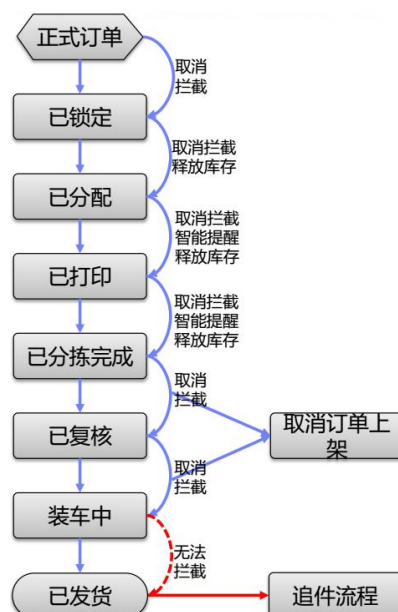 正式订单
取消
拦截
已锁定
取消拦截
释放库存
已分配
取消拦截
智能提醒
释放库存
已打印
取消拦截
智能提醒
释放库存
已分拣完成
取消
拦截
已复核
取消订单上
架
取消
拦截
装车中
无法
拦截
已发货
追件流程